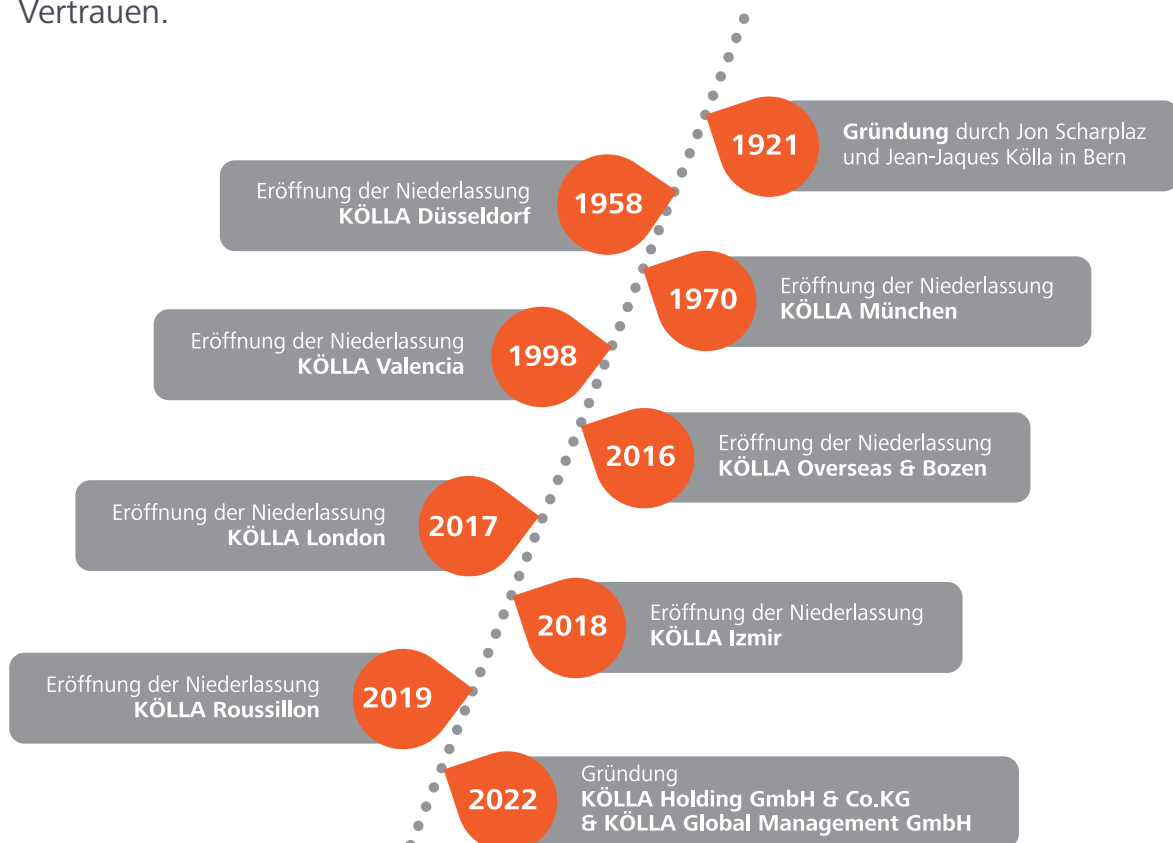 Vertrauen.
1921
Gründung durch Jon Scharplaz
und Jean-Jaques Kölla in Bern
Eröffnung der Niederlassung
KÖLLA Düsseldorf
1958
1970
Eröffnung der Niederlassung
KÖLLA München
Eröffnung der Niederlassung
KÖLLA Valencia
1998
2016
Eröffnung der Niederlassung
KÖLLA Overseas & Bozen
Eröffnung der Niederlassung
KÖLLA London
2017
2018
Eröffnung der Niederlassung
KÖLLA Izmir
Eröffnung der Niederlassung
KÖLLA Roussillon
2019
2022
Gründung
KÖLLA Holding GmbH & Co.KG
& KÖLLA Global Management GmbH